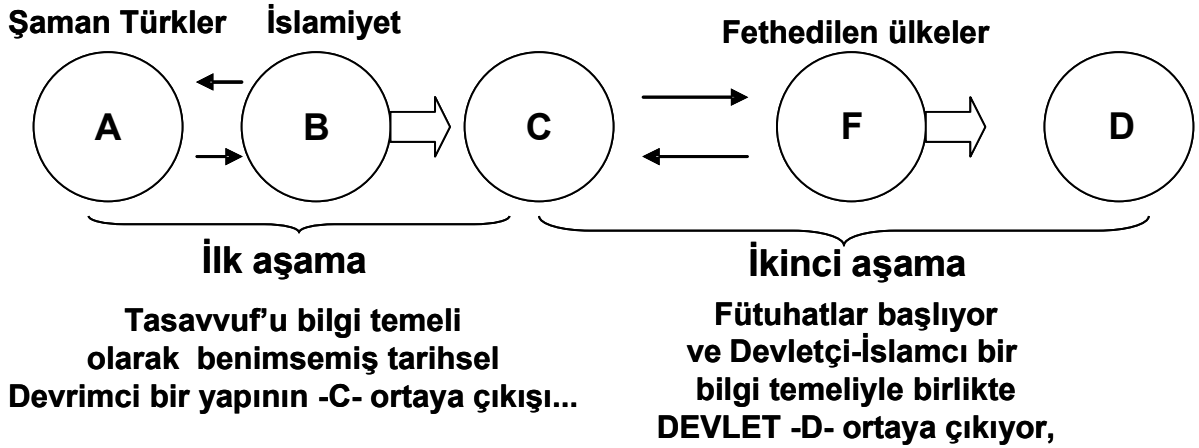 Şaman Türkler İslamiyet Fethedilen ülkeler
A B C F D
İlk aşama
İkinci aşama
Tasavvuf’u bilgi temeli
olarak benimsemiş tarihsel
Devrimci bir yapının -C- ortaya çıkışı...
Fütuhatlar başlıyor
ve Devletçi-İslamcı bir
bilgi temeliyle birlikte
DEVLET -D- ortaya çıkıyor,